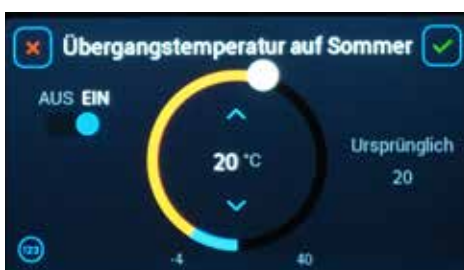 Übergangstemperatur auf Sommer
AUS EIN
20 °C
Ursprünglich
20
123
-4
40